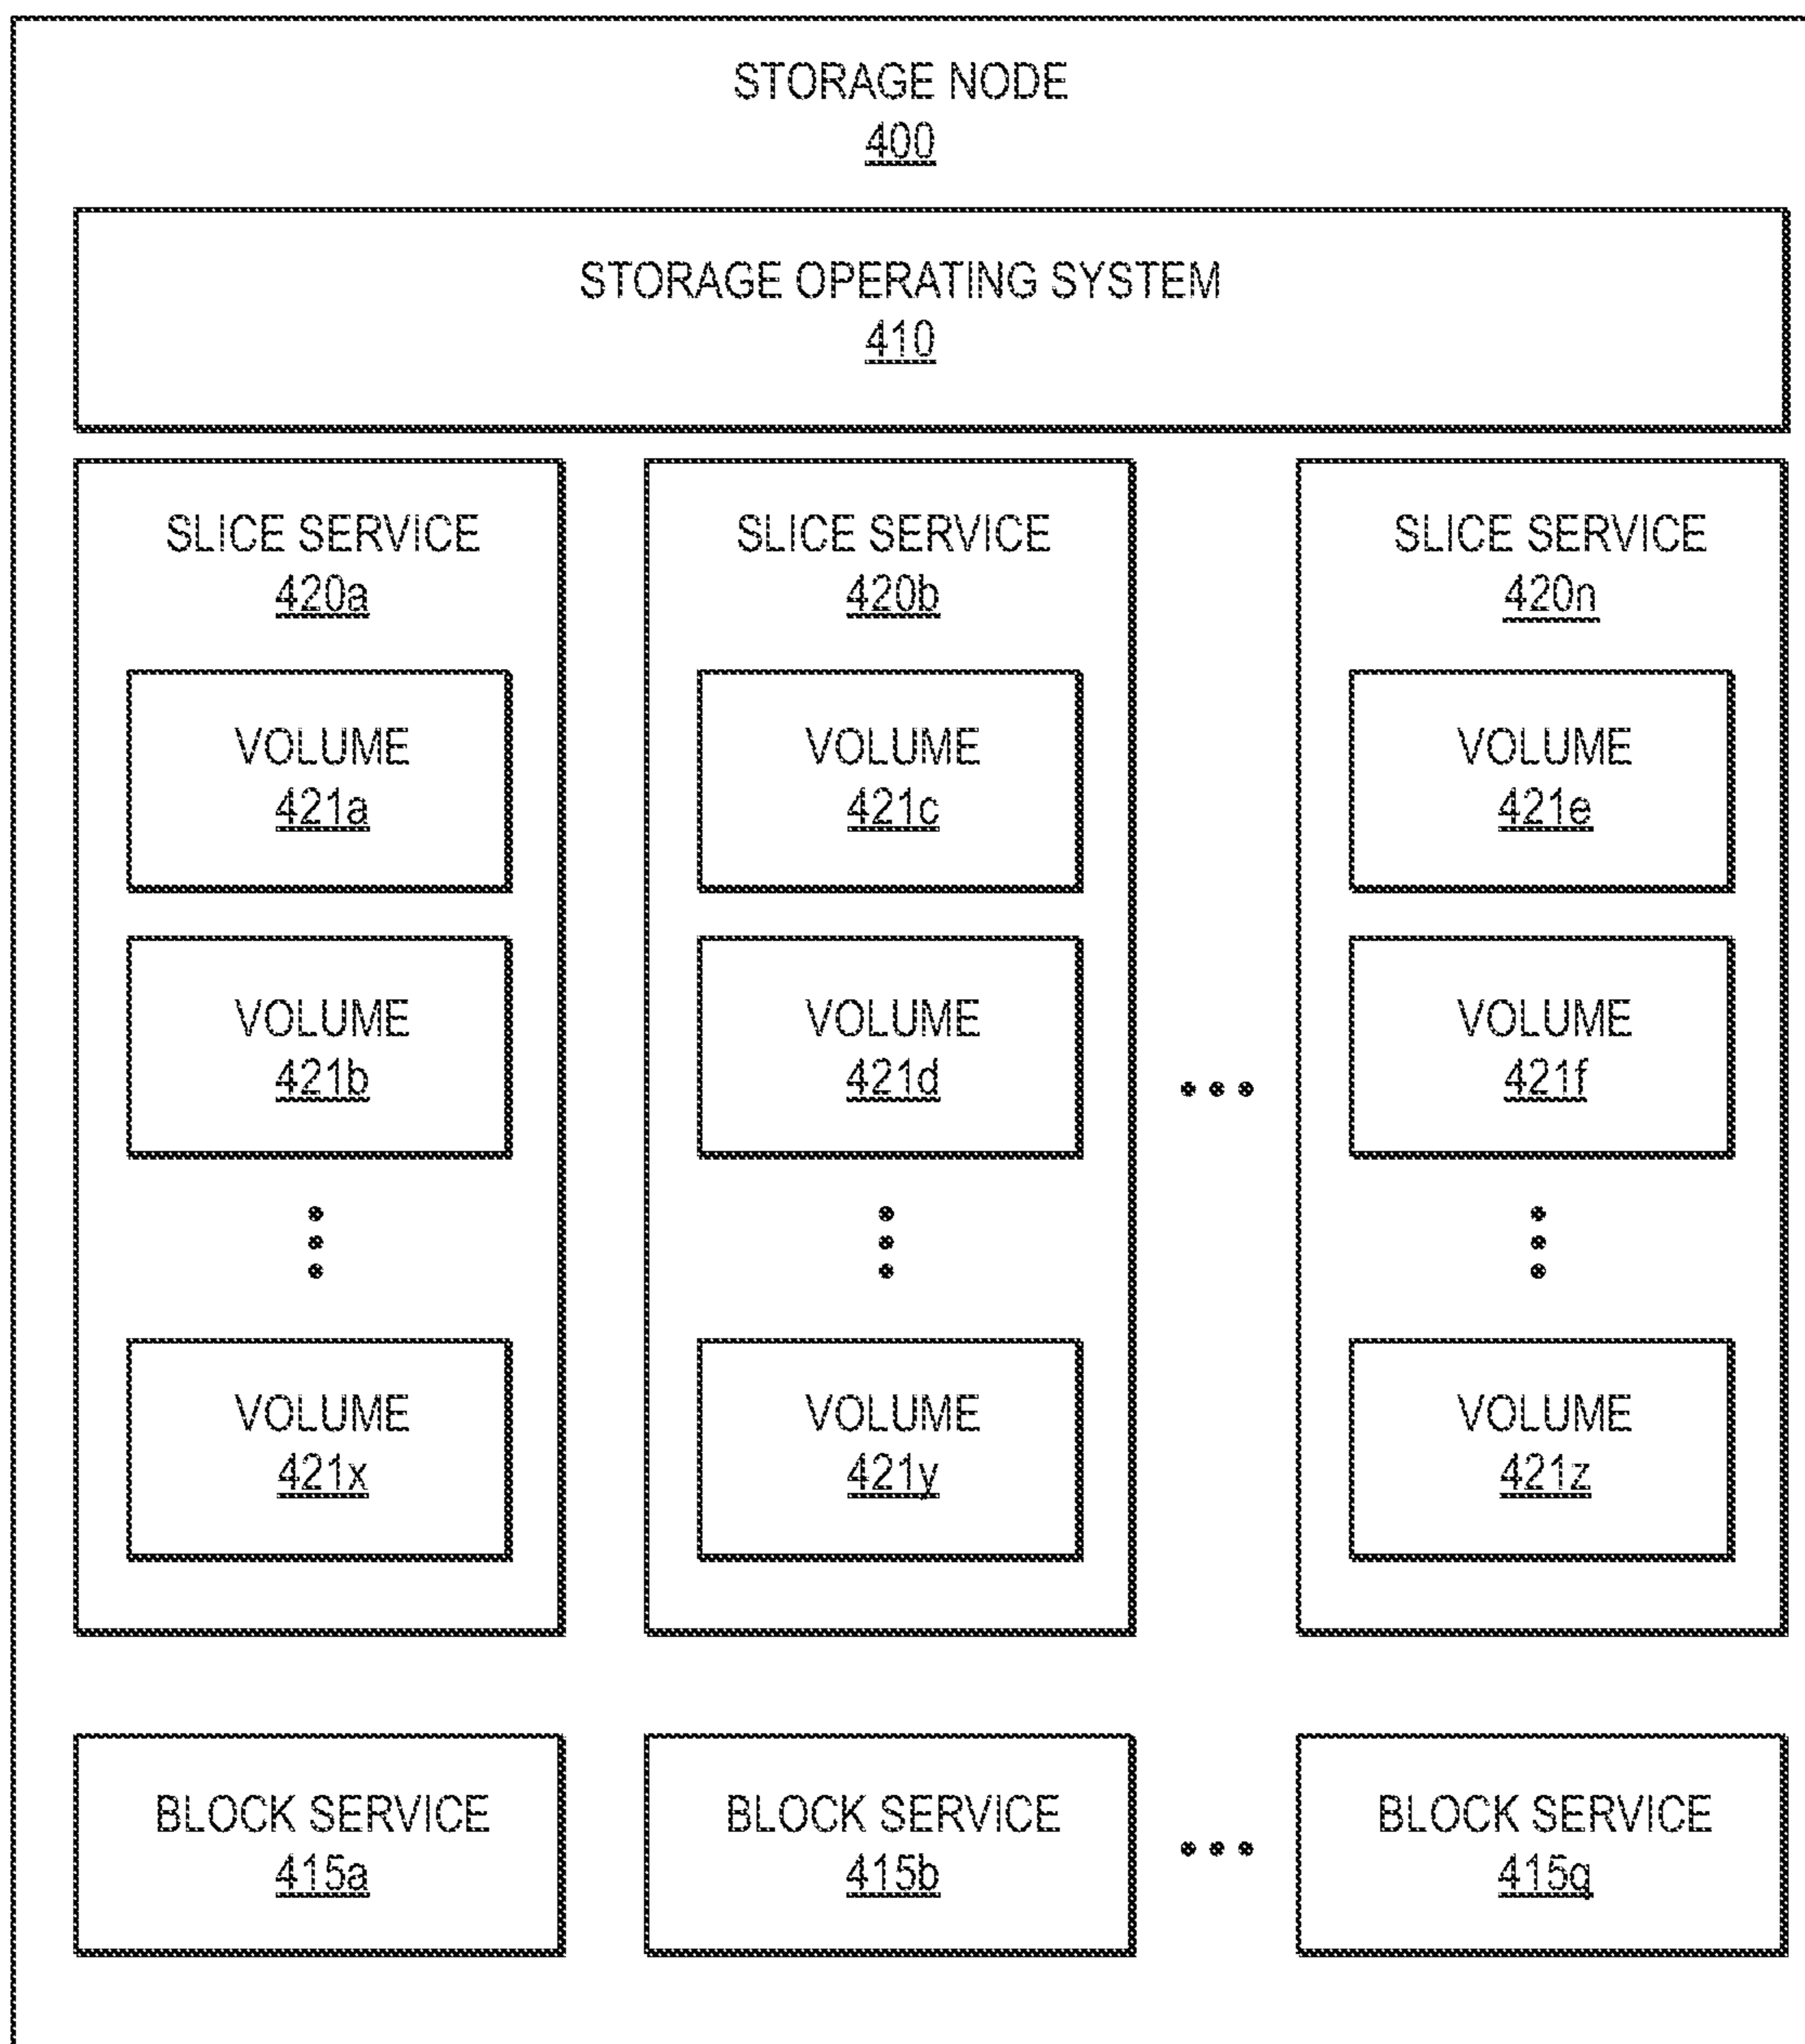 STORAGE NODE
400
STORAGE OPERATING SYSTEM
410
SLICE SERVICE
420a
VOLUME
421a
VOLUME
421b
VOLUME
421x
SLICE SERVICE
420b
VOLUME
421c
VOLUME
421d
VOLUME
421y
SLICE SERVICE
420n
VOLUME
421e
VOLUME
421f
VOLUME
421z
BLOCK SERVICE
415a
BLOCK SERVICE
415b
BLOCK SERVICE
415q